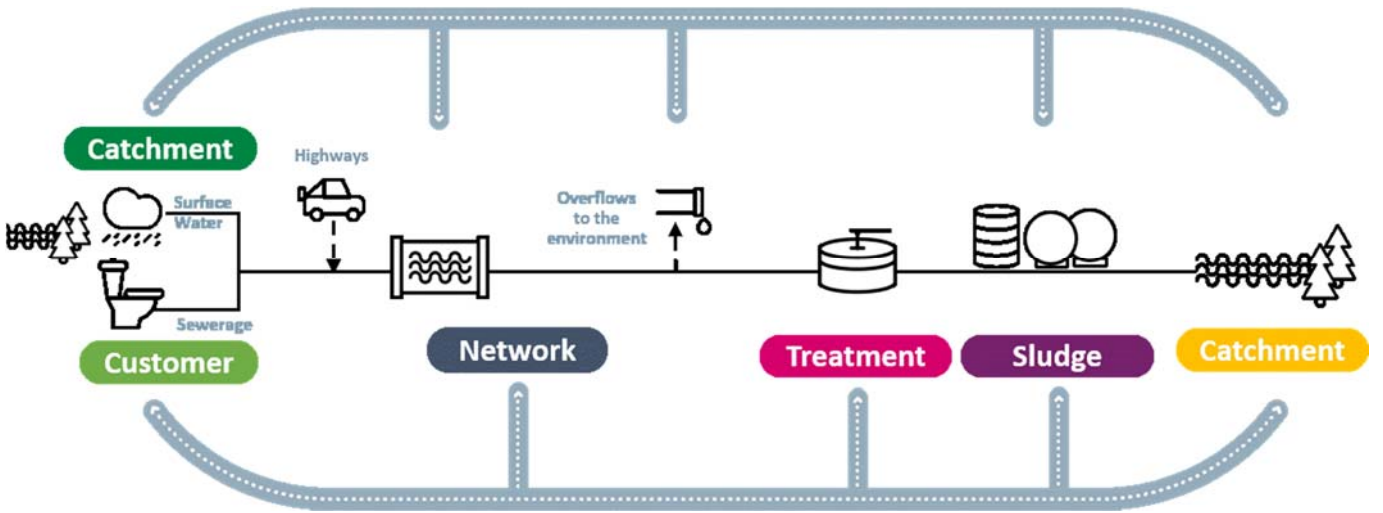 Catchment
Highways
Surface
Water
Overflows
to the
environment
Sewerage
Customer
Network
Treatment
Sludge
Catchment